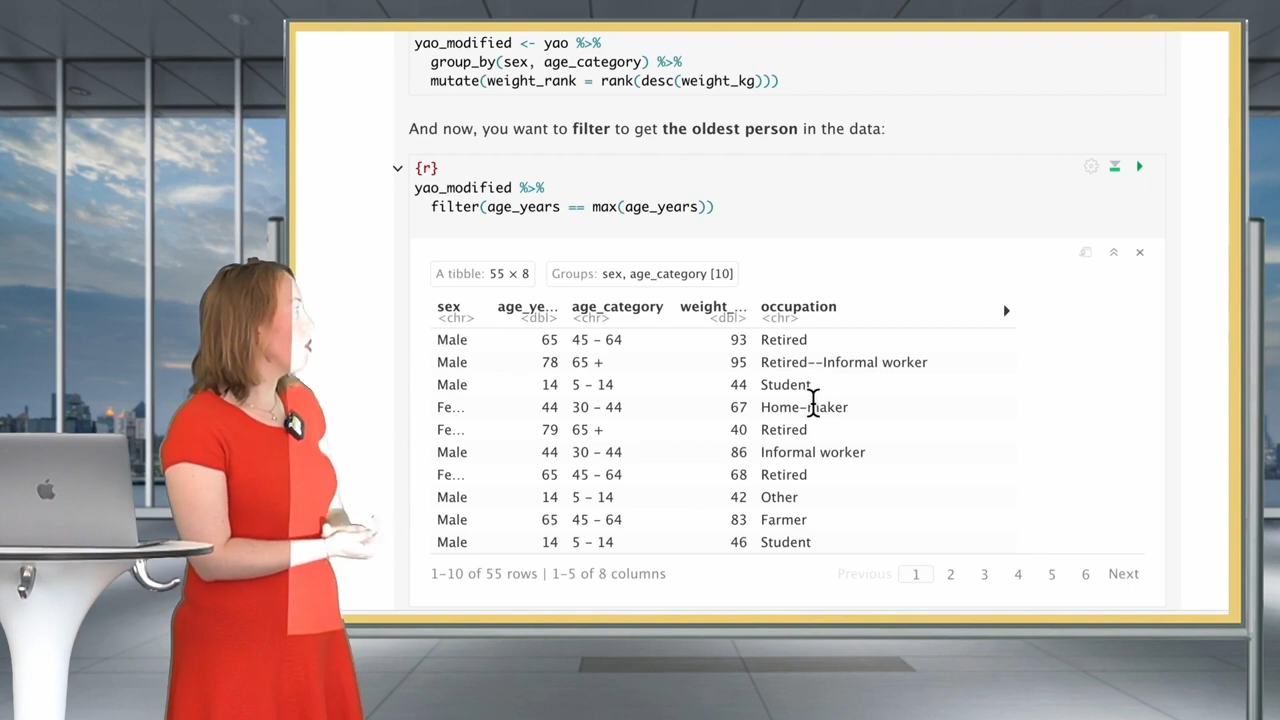 yao_modified <- yao %>%
group_by(sex, age_category) %>%
mutate(weight_rank = rank(desc(weight_kg)))
And now, you want to filter to get the oldest person in the data:
{r}
yao_modified %>%
filter(age_years == max(age_years))
A tibble: 55 × 8 Groups: sex, age_category [10]
sex age_ye... age_category weight_... occupation
<chr> <dbl> <chr> <dbl> <chr>
Male 65 45 - 64 93 Retired
Male 78 65 + 95 Retired--Informal worker
Male 14 5 - 14 44 Student
Fe... 44 30 - 44 67 Home-maker
Fe... 79 65 + 40 Retired
Male 44 30 - 44 86 Informal worker
Fe... 65 45 - 64 68 Retired
Male 14 5 - 14 42 Other
Male 65 45 - 64 83 Farmer
Male 14 5 - 14 46 Student
1-10 of 55 rows | 1-5 of 8 columns Previous 1 2 3 4 5 6 Next